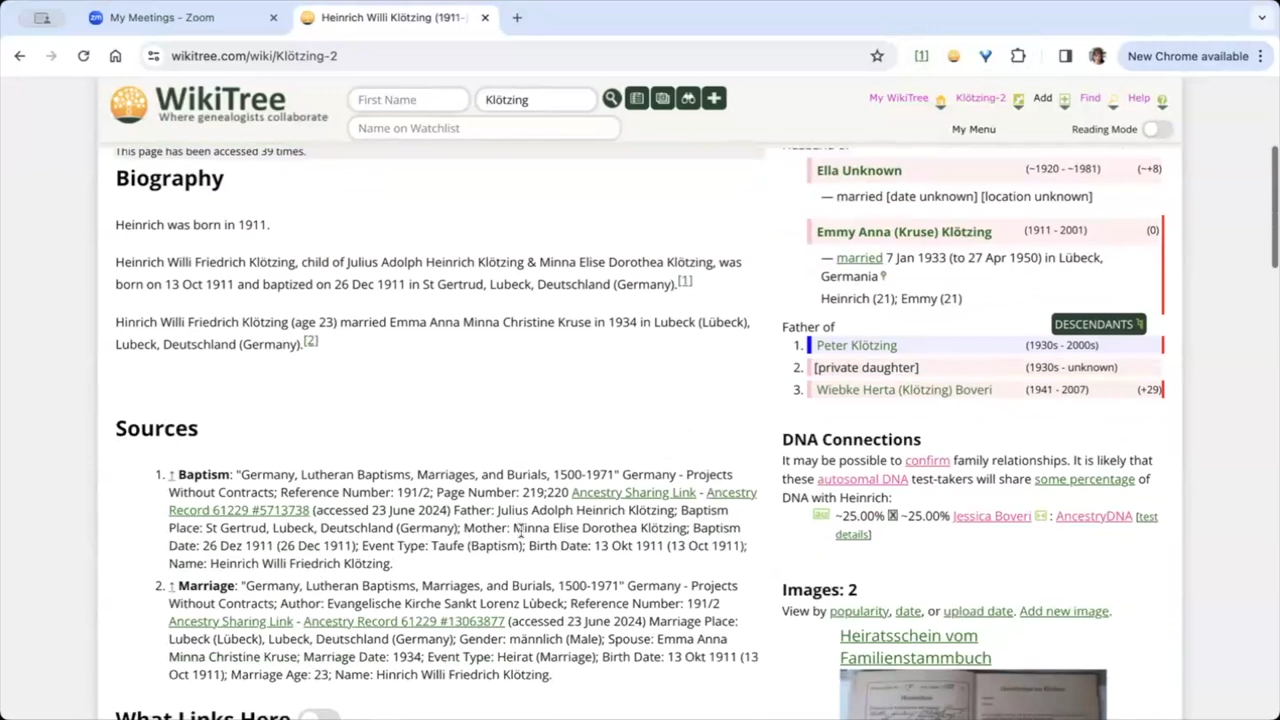 My Meetings - Zoom
Heinrich Willi Klötzing (1911-
wikitree.com/wiki/Klötzing-2
New Chrome available
WikiTree
Where genealogists collaborate
First Name
Klötzing
Name on Watchlist
My WikiTree
Klötzing-2
Add
Find
Help
My Menu
Reading Mode
This page has been accessed 39 times.
Biography
Heinrich was born in 1911.
Heinrich Willi Friedrich Klötzing, child of Julius Adolph Heinrich Klötzing & Minna Elise Dorothea Klötzing, was
born on 13 Oct 1911 and baptized on 26 Dec 1911 in St Gertrud, Lubeck, Deutschland (Germany).[1]
Hinrich Willi Friedrich Klötzing (age 23) married Emma Anna Minna Christine Kruse in 1934 in Lubeck (Lübeck),
Lubeck, Deutschland (Germany).[2]
Sources
1. ↑ Baptism: "Germany, Lutheran Baptisms, Marriages, and Burials, 1500-1971" Germany - Projects
Without Contracts; Reference Number: 191/2; Page Number: 219;220 Ancestry Sharing Link - Ancestry
Record 61229 #5713738 (accessed 23 June 2024) Father: Julius Adolph Heinrich Klötzing; Baptism
Place: St Gertrud, Lubeck, Deutschland (Germany); Mother: Minna Elise Dorothea Klötzing; Baptism
Date: 26 Dez 1911 (26 Dec 1911); Event Type: Taufe (Baptism); Birth Date: 13 Okt 1911 (13 Oct 1911);
Name: Heinrich Willi Friedrich Klötzing.
2. ↑ Marriage: "Germany, Lutheran Baptisms, Marriages, and Burials, 1500-1971" Germany - Projects
Without Contracts; Author: Evangelische Kirche Sankt Lorenz Lübeck; Reference Number: 191/2
Ancestry Sharing Link - Ancestry Record 61229 #13063877 (accessed 23 June 2024) Marriage Place:
Lubeck (Lübeck), Lubeck, Deutschland (Germany); Gender: männlich (Male); Spouse: Emma Anna
Minna Christine Kruse; Marriage Date: 1934; Event Type: Heirat (Marriage); Birth Date: 13 Okt 1911 (13
Oct 1911); Marriage Age: 23; Name: Hinrich Willi Friedrich Klötzing.
What Links Here
Husband of
Ella Unknown (~1920 - ~1981) (~+8)
— married [date unknown] [location unknown]
Emmy Anna (Kruse) Klötzing (1911 - 2001) (0)
— married 7 Jan 1933 (to 27 Apr 1950) in Lübeck,
Germania
Heinrich (21); Emmy (21)
DESCENDANTS
Father of
1. Peter Klötzing (1930s - 2000s)
2. [private daughter] (1930s - unknown)
3. Wiebke Herta (Klötzing) Boveri (1941 - 2007) (+29)
DNA Connections
It may be possible to confirm family relationships. It is likely that
these autosomal DNA test-takers will share some percentage of
DNA with Heinrich:
~25.00% ~25.00% Jessica Boveri : AncestryDNA [test
details]
Images: 2
View by popularity, date, or upload date. Add new image.
Heiratsschein vom
Familienstammbuch